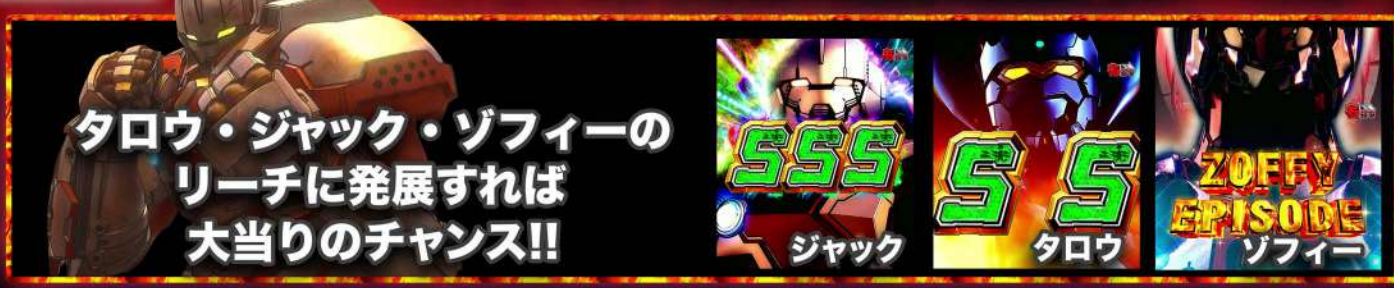 タロウ・ジャック・ゾフィーの
リーチに発展すれば
大当りのチャンス!!
SSS
ジャック
S S
タロウ
ZOFFY
EPISODE
ゾフィー